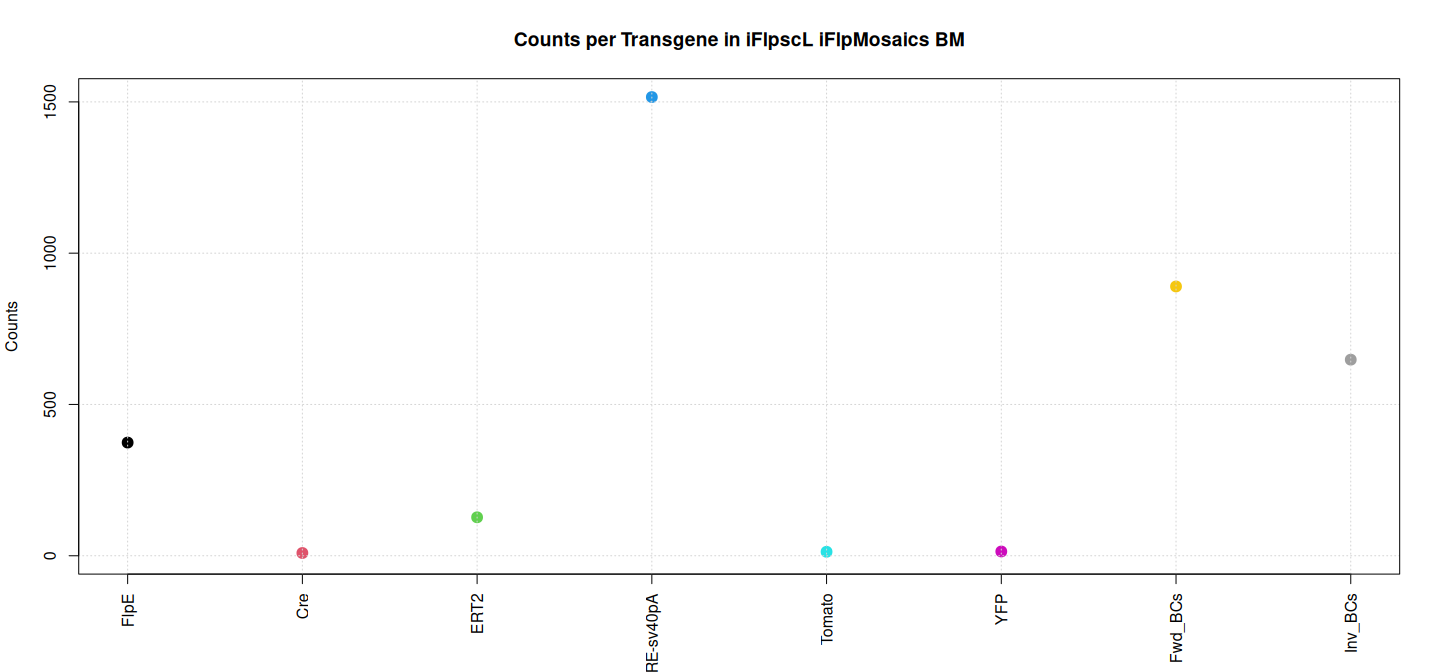 Counts per Transgene in iFlpscL iFlpMosaics BM
Counts
1500
1000
500
0
FlpE
Cre
ERT2
RE-sv40pA
Tomato
YFP
Fwd_BCs
Inv_BCs